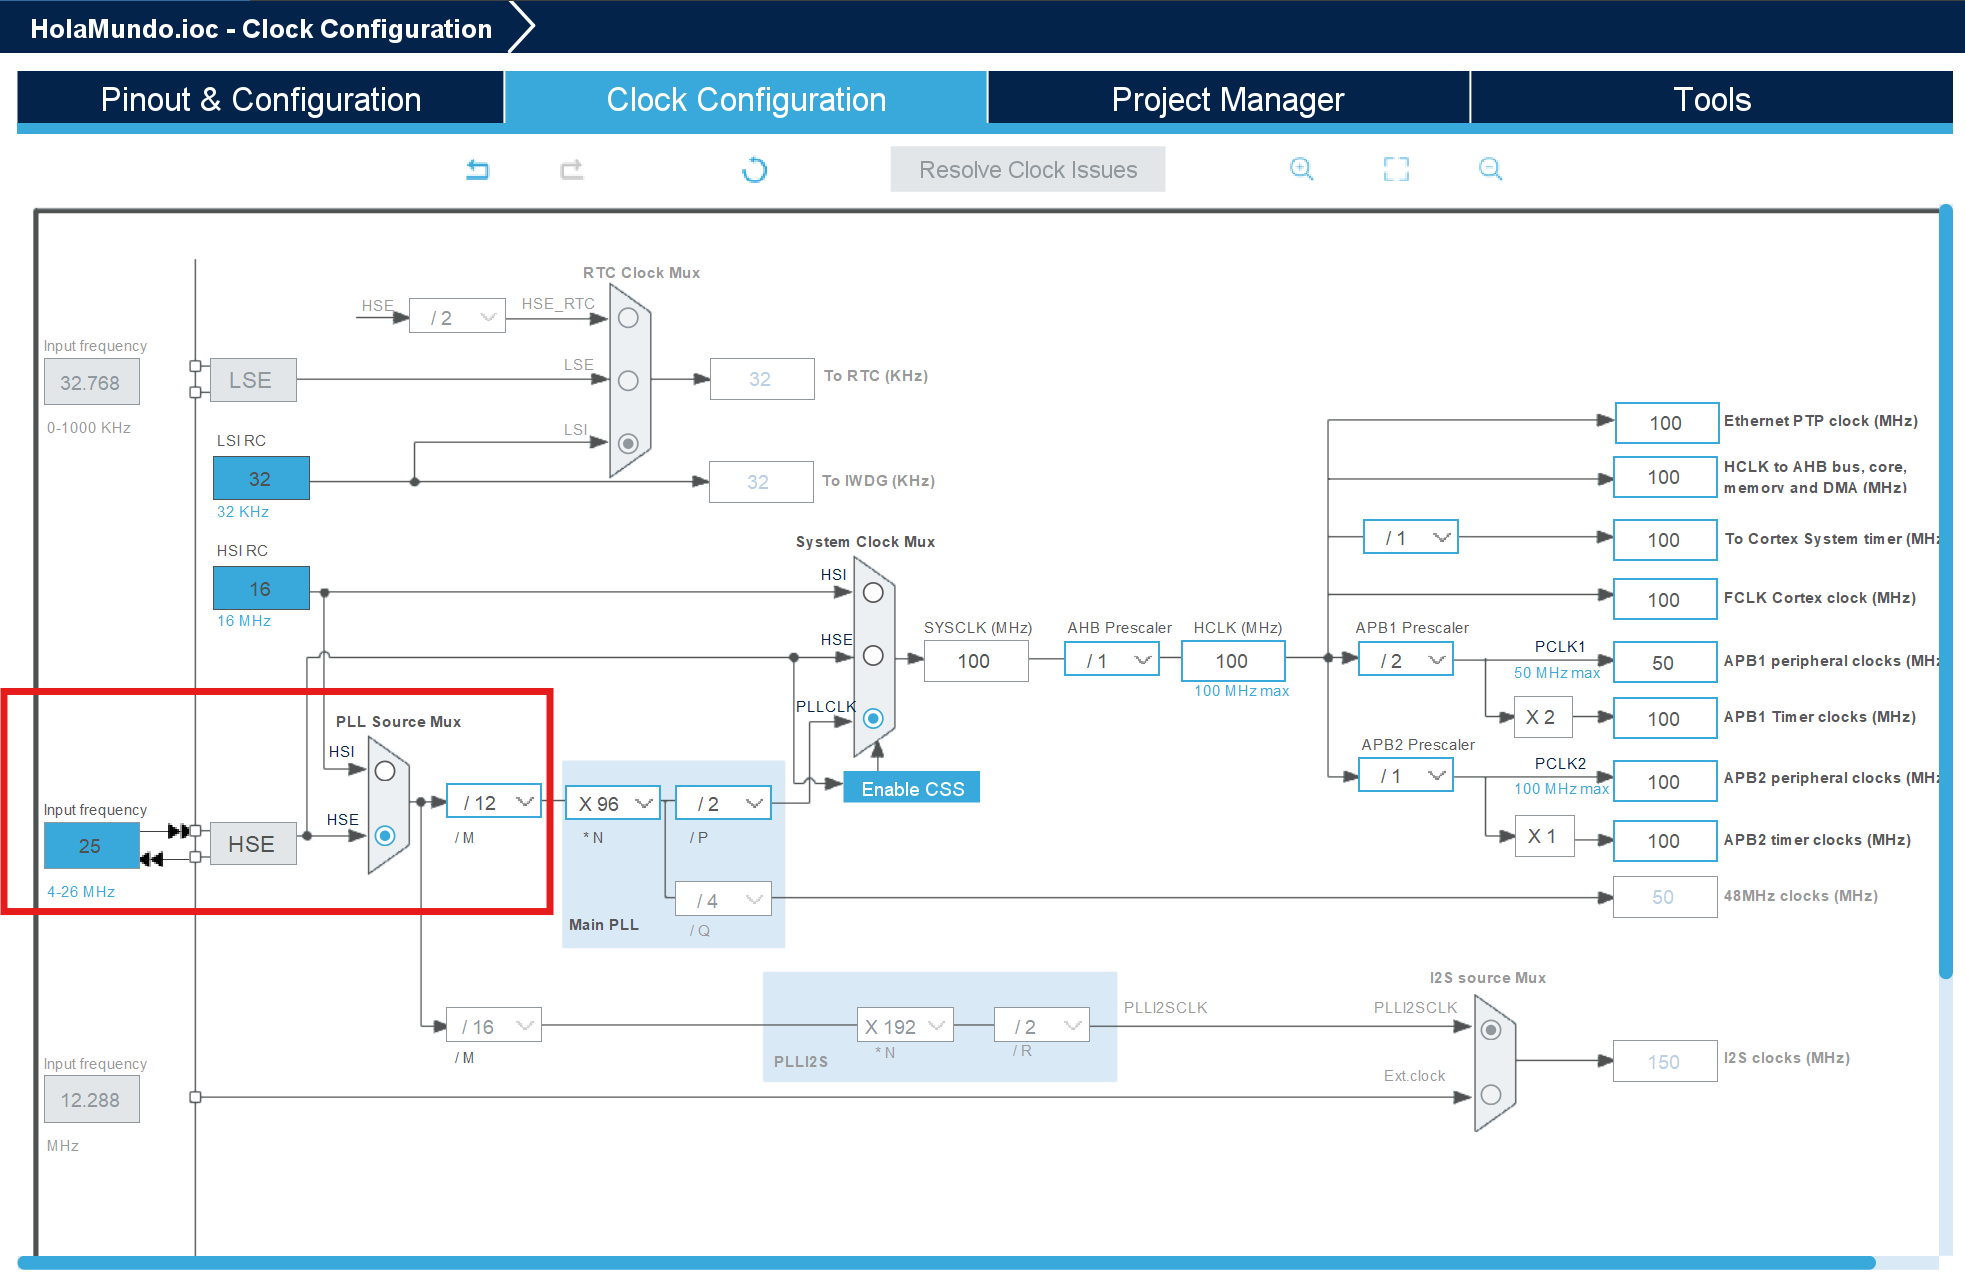 HolaMundo.ioc - Clock Configuration
Pinout & Configuration
Clock Configuration
Project Manager
Tools
Resolve Clock Issues
RTC Clock Mux
HSE
/ 2
HSE_RTC
Input frequency
32.768
0-1000 KHz
LSE
LSE
32
To RTC (KHz)
LSI
LSI RC
32
32 KHz
32
To IWDG (KHz)
HSI RC
16
16 MHz
System Clock Mux
HSI
HSE
PLLCLK
SYSCLK (MHz)
100
AHB Prescaler
/ 1
HCLK (MHz)
100
100 MHz max
100
Ethernet PTP clock (MHz)
100
HCLK to AHB bus, core,
memory and DMA (MHz)
/ 1
100
To Cortex System timer (MHz
100
FCLK Cortex clock (MHz)
APB1 Prescaler
/ 2
PCLK1
50 MHz max
50
APB1 peripheral clocks (MHz
X 2
100
APB1 Timer clocks (MHz)
APB2 Prescaler
/ 1
PCLK2
100 MHz max
100
APB2 peripheral clocks (MHz
X 1
100
APB2 timer clocks (MHz)
PLL Source Mux
HSI
HSE
Input frequency
25
4-26 MHz
HSE
/ 12
/ M
X 96
* N
/ 2
/ P
Enable CSS
/ 4
/ Q
Main PLL
50
48MHz clocks (MHz)
/ 16
/ M
X 192
* N
/ 2
/ R
PLLI2S
PLLI2SCLK
I2S source Mux
PLLI2SCLK
Ext.clock
150
I2S clocks (MHz)
Input frequency
12.288
MHz